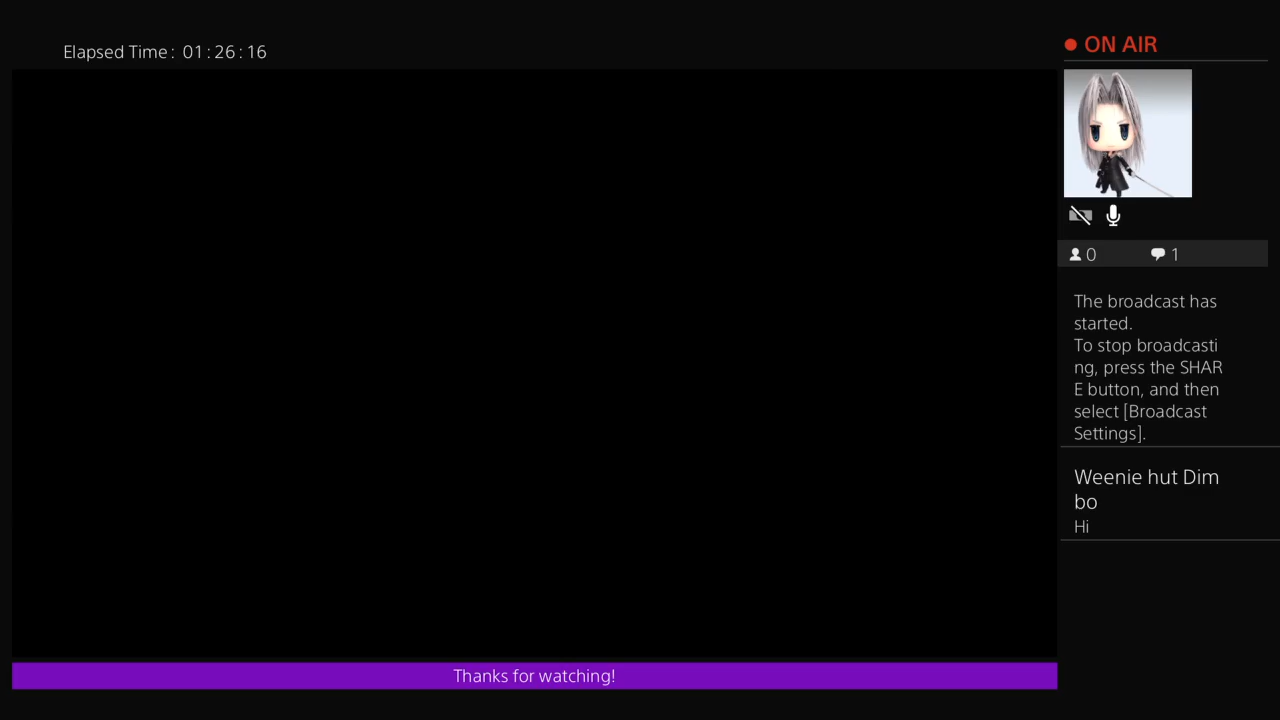 Elapsed Time: 01:26:16
ON AIR
0 1
The broadcast has
started.
To stop broadcasti
ng, press the SHAR
E button, and then
select [Broadcast
Settings].
Weenie hut Dim
bo
Hi
Thanks for watching!